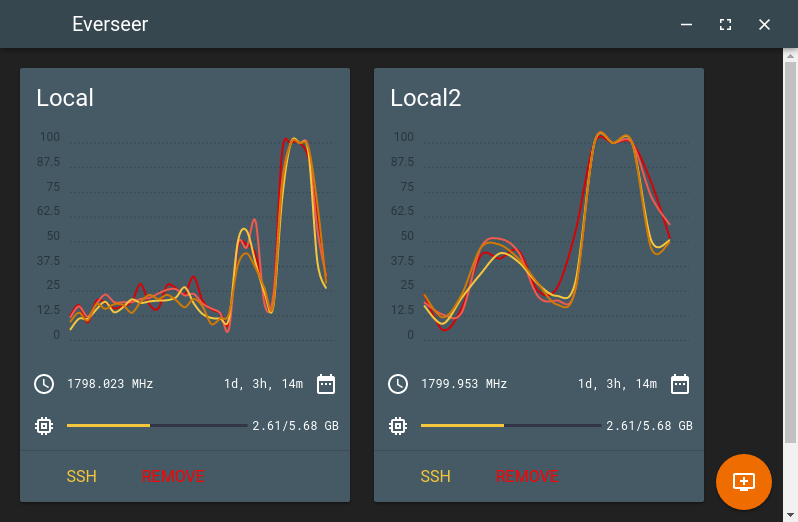 Everseer
Local
100
87.5
75
62.5
50
37.5
25
12.5
0
1798.023 MHz
1d, 3h, 14m
2.61/5.68 GB
SSH
REMOVE
Local2
100
87.5
75
62.5
50
37.5
25
12.5
0
1799.953 MHz
1d, 3h, 14m
2.61/5.68 GB
SSH
REMOVE